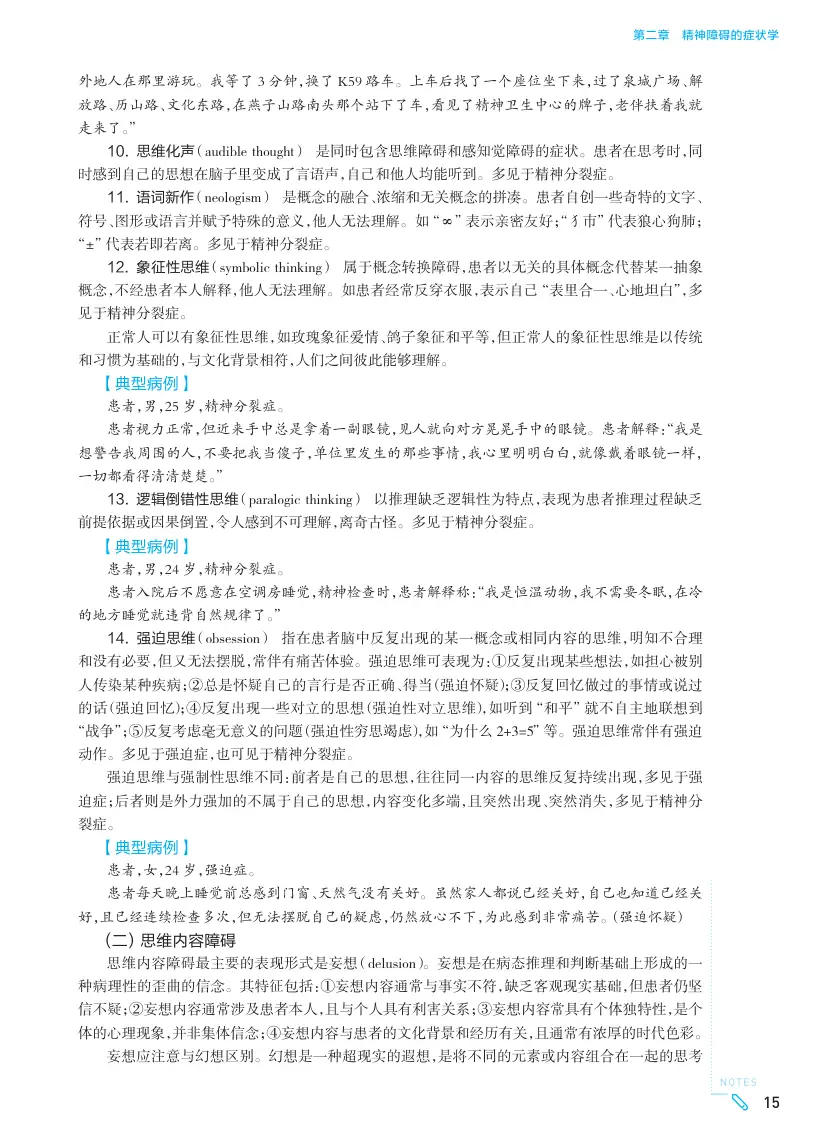 第二章 精神障碍的症状学
外地人在那里游玩。我等了 3 分钟,换了 K59 路车。上车后找了一个座位坐下来,过了泉城广场、解
放路、历山路、文化东路,在燕子山路南头那个站下了车,看见了精神卫生中心的牌子,老伴扶着我就
走来了。”
10. 思维化声(audible thought) 是同时包含思维障碍和感知觉障碍的症状。患者在思考时,同
时感到自己的思想在脑子里变成了言语声,自己和他人均能听到。多见于精神分裂症。
11. 语词新作(neologism) 是概念的融合、浓缩和无关概念的拼凑。患者自创一些奇特的文字、
符号、图形或语言并赋予特殊的意义,他人无法理解。如 “∞” 表示亲密友好;“犭市” 代表狼心狗肺;
“±” 代表若即若离。多见于精神分裂症。
12. 象征性思维(symbolic thinking) 属于概念转换障碍,患者以无关的具体概念代替某一抽象
概念,不经患者本人解释,他人无法理解。如患者经常反穿衣服,表示自己 “表里合一、心地坦白”,多
见于精神分裂症。
正常人可以有象征性思维,如玫瑰象征爱情、鸽子象征和平等,但正常人的象征性思维是以传统
和习惯为基础的,与文化背景相符,人们之间彼此能够理解。
【典型病例】
患者,男,25 岁,精神分裂症。
患者视力正常,但近来手中总是拿着一副眼镜,见人就向对方晃晃手中的眼镜。患者解释:“我是
想警告我周围的人,不要把我当傻子,单位里发生的那些事情,我心里明明白白,就像戴着眼镜一样,
一切都看得清清楚楚。”
13. 逻辑倒错性思维(paralogic thinking) 以推理缺乏逻辑性为特点,表现为患者推理过程缺乏
前提依据或因果倒置,令人感到不可理解,离奇古怪。多见于精神分裂症。
【典型病例】
患者,男,24 岁,精神分裂症。
患者入院后不愿意在空调房睡觉,精神检查时,患者解释称:“我是恒温动物,我不需要冬眠,在冷
的地方睡觉就违背自然规律了。”
14. 强迫思维(obsession) 指在患者脑中反复出现的某一概念或相同内容的思维,明知不合理
和没有必要,但又无法摆脱,常伴有痛苦体验。强迫思维可表现为:①反复出现某些想法,如担心被别
人传染某种疾病;②总是怀疑自己的言行是否正确、得当(强迫怀疑);③反复回忆做过的事情或说过
的话(强迫回忆);④反复出现一些对立的思想(强迫性对立思维),如听到 “和平” 就不自主地联想到
“战争”;⑤反复考虑毫无意义的问题(强迫性穷思竭虑),如 “为什么 2+3=5” 等。强迫思维常伴有强迫
动作。多见于强迫症,也可见于精神分裂症。
强迫思维与强制性思维不同:前者是自己的思想,往往同一内容的思维反复持续出现,多见于强
迫症;后者则是外力强加的不属于自己的思想,内容变化多端,且突然出现、突然消失,多见于精神分
裂症。
【典型病例】
患者,女,24 岁,强迫症。
患者每天晚上睡觉前总感到门窗、天然气没有关好。虽然家人都说已经关好,自己也知道已经关
好,且已经连续检查多次,但无法摆脱自己的疑虑,仍然放心不下,为此感到非常痛苦。(强迫怀疑)
(二) 思维内容障碍
思维内容障碍最主要的表现形式是妄想(delusion)。妄想是在病态推理和判断基础上形成的一
种病理性的歪曲的信念。其特征包括:①妄想内容通常与事实不符,缺乏客观现实基础,但患者仍坚
信不疑;②妄想内容通常涉及患者本人,且与个人具有利害关系;③妄想内容常具有个体独特性,是个
体的心理现象,并非集体信念;④妄想内容与患者的文化背景和经历有关,且通常有浓厚的时代色彩。
妄想应注意与幻想区别。幻想是一种超现实的遐想,是将不同的元素或内容组合在一起的思考
NOTES
15